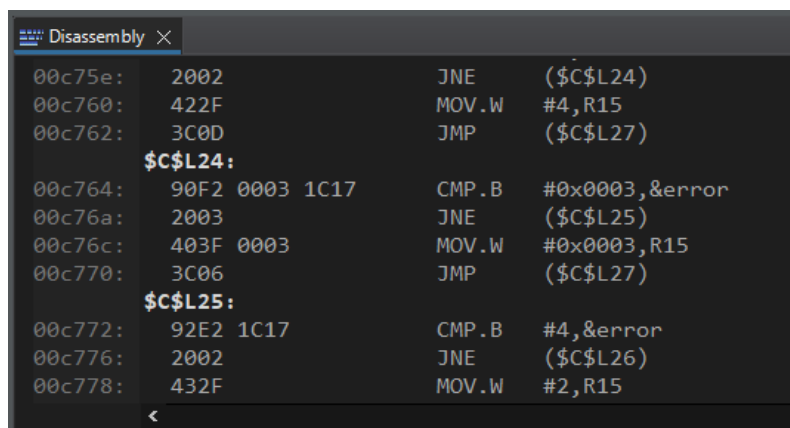 Disassembly
00c75e: 2002 JNE ($C$L24)
00c760: 422F MOV.W #4,R15
00c762: 3C0D JMP ($C$L27)
$C$L24:
00c764: 90F2 0003 1C17 CMP.B #0x0003,&error
00c76a: 2003 JNE ($C$L25)
00c76c: 403F 0003 MOV.W #0x0003,R15
00c770: 3C06 JMP ($C$L27)
$C$L25:
00c772: 92E2 1C17 CMP.B #4,&error
00c776: 2002 JNE ($C$L26)
00c778: 432F MOV.W #2,R15